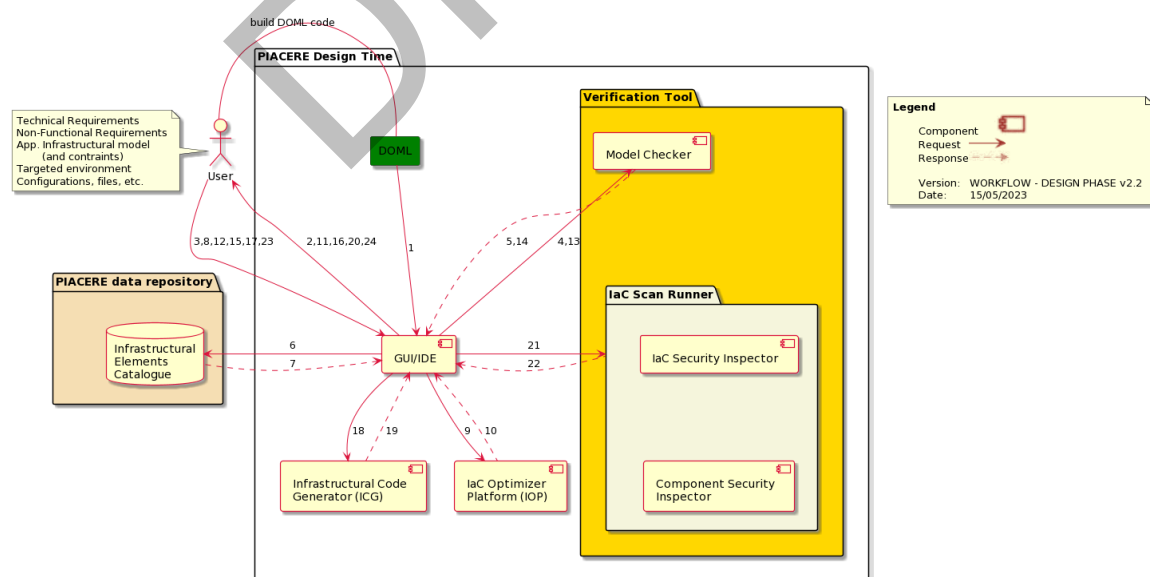 build DOML code
PIACERE Design Time
Verification Tool
Legend
Component
Request
Response
Version: WORKFLOW - DESIGN PHASE v2.2
Date: 15/05/2023
Technical Requirements
Non-Functional Requirements
App. Infrastructural model
(and contraints)
Targeted environment
Configurations, files, etc.
User
DOML
Model Checker
3,8,12,15,17,23
2,11,16,20,24
1
5,14
4,13
PIACERE data repository
IaC Scan Runner
Infrastructural
Elements
Catalogue
6
7
GUI/IDE
21
22
IaC Security Inspector
18
19
9
10
Infrastructural Code
Generator (ICG)
IaC Optimizer
Platform (IOP)
Component Security
Inspector